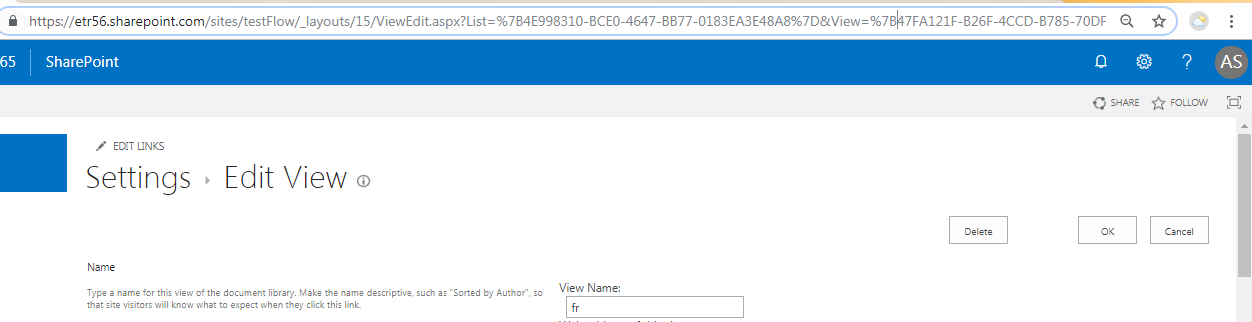 https://etr56.sharepoint.com/sites/testFlow/_layouts/15/ViewEdit.aspx?List=%7B4E998310-BCE0-4647-BB77-0183EA3E48A8%7D&View=%7B47FA121F-B26F-4CCD-B785-70DF
65 SharePoint ? AS
SHARE FOLLOW
EDIT LINKS
Settings Edit View
Delete OK Cancel
Name
Type a name for this view of the document library. Make the name descriptive, such as "Sorted by Author", so
that site visitors will know what to expect when they click this link.
View Name:
fr